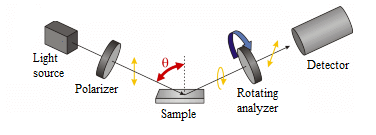 Light
source
Polarizer
θ
Sample
Rotating
analyzer
Detector